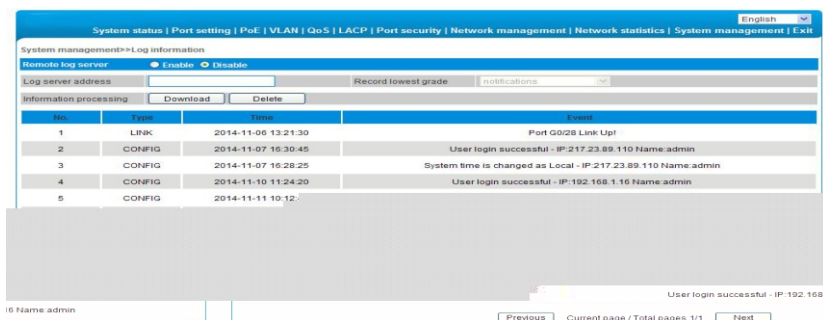 English
System status | Port setting | PoE | VLAN | QoS | LACP | Port security | Network management | Network statistics | System management | Exit
System management>>Log information
Remote log server Enable Disable
Log server address Record lowest grade notifications
Information processing Download Delete
No. Type Time Event
1 LINK 2014-11-06 13:21:30 Port G0/28 Link Up!
2 CONFIG 2014-11-07 16:30:45 User login successful - IP:217.23.89.110 Name:admin
3 CONFIG 2014-11-07 16:28:25 System time is changed as Local - IP:217.23.89.110 Name:admin
4 CONFIG 2014-11-10 11:24:20 User login successful - IP:192.168.1.16 Name:admin
5 CONFIG 2014-11-11 10:12:
User login successful - IP:192.168
6 Name:admin
Previous Current page / Total pages 1/1 Next